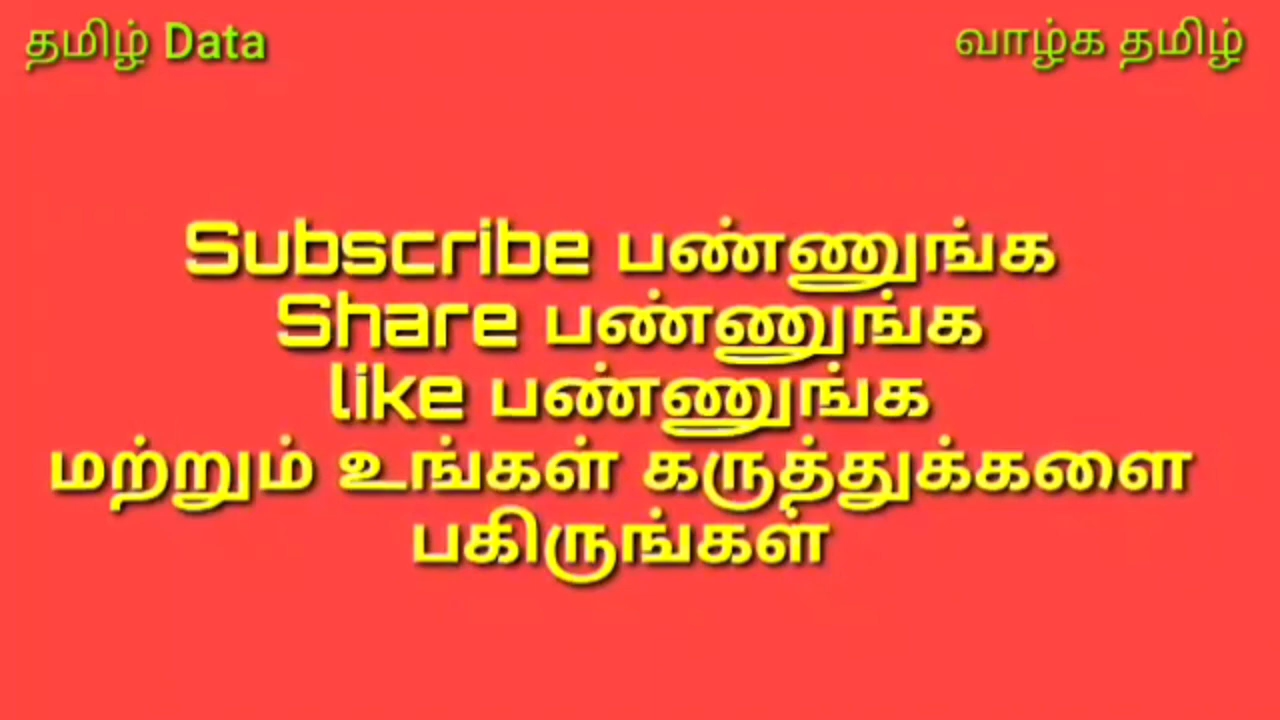 தமிழ் Data
வாழ்க தமிழ்
Subscribe பண்ணுங்க
Share பண்ணுங்க
like பண்ணுங்க
மற்றும் உங்கள் கருத்துக்களை
பகிருங்கள்